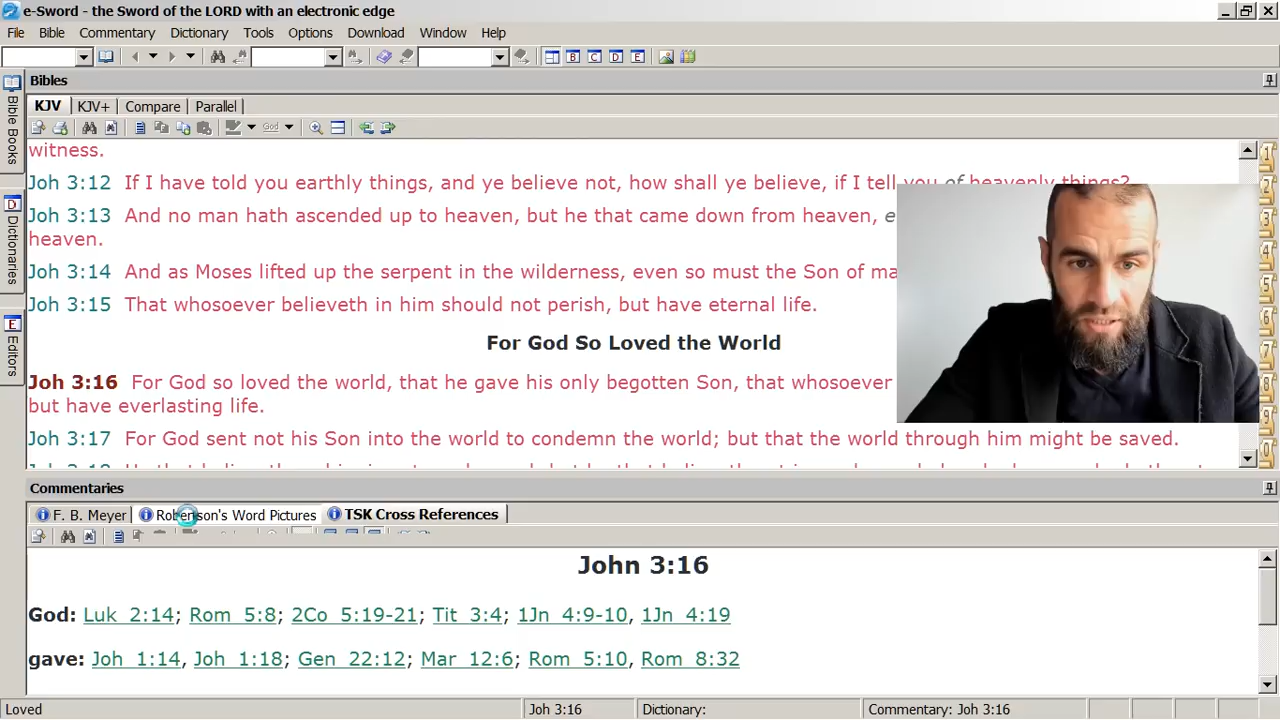 e-Sword - the Sword of the LORD with an electronic edge
File Bible Commentary Dictionary Tools Options Download Window Help
B C D E
Bibles
KJV KJV+ Compare Parallel
God
Bible Books
D Dictionaries
E Editors
witness.
Joh 3:12 If I have told you earthly things, and ye believe not, how shall ye believe, if I tell you of heavenly things?
Joh 3:13 And no man hath ascended up to heaven, but he that came down from heaven, e
heaven.
Joh 3:14 And as Moses lifted up the serpent in the wilderness, even so must the Son of ma
Joh 3:15 That whosoever believeth in him should not perish, but have eternal life.
For God So Loved the World
Joh 3:16 For God so loved the world, that he gave his only begotten Son, that whosoever
but have everlasting life.
Joh 3:17 For God sent not his Son into the world to condemn the world; but that the world through him might be saved.
Commentaries
F. B. Meyer Robertson's Word Pictures TSK Cross References
John 3:16
God: Luk 2:14; Rom 5:8; 2Co 5:19-21; Tit 3:4; 1Jn 4:9-10, 1Jn 4:19
gave: Joh 1:14, Joh 1:18; Gen 22:12; Mar 12:6; Rom 5:10, Rom 8:32
Loved Joh 3:16 Dictionary: Commentary: Joh 3:16